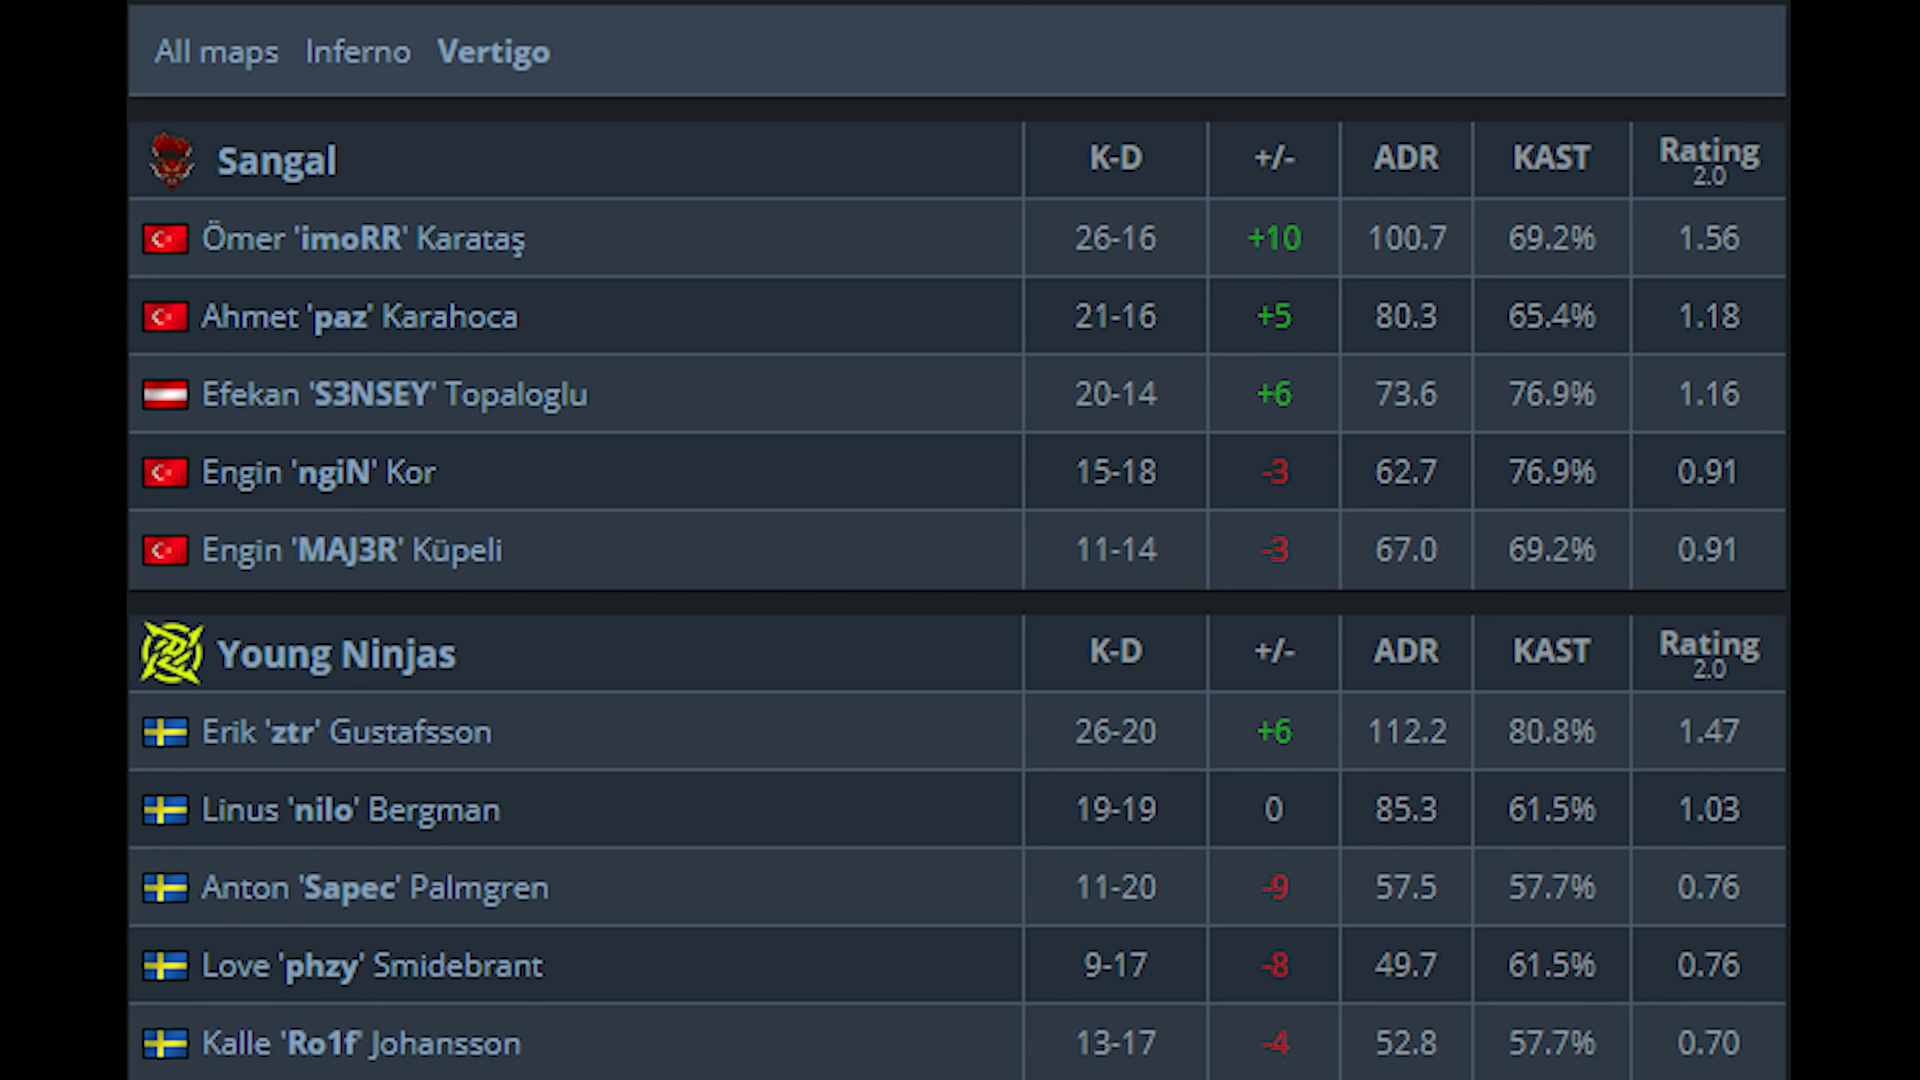 All maps Inferno Vertigo
Sangal K-D +/- ADR KAST Rating 2.0
Ömer 'imoRR' Karataş 26-16 +10 100.7 69.2% 1.56
Ahmet 'paz' Karahoca 21-16 +5 80.3 65.4% 1.18
Efekan 'S3NSEY' Topaloglu 20-14 +6 73.6 76.9% 1.16
Engin 'ngiN' Kor 15-18 -3 62.7 76.9% 0.91
Engin 'MAJ3R' Küpeli 11-14 -3 67.0 69.2% 0.91
Young Ninjas K-D +/- ADR KAST Rating 2.0
Erik 'ztr' Gustafsson 26-20 +6 112.2 80.8% 1.47
Linus 'nilo' Bergman 19-19 0 85.3 61.5% 1.03
Anton 'Sapec' Palmgren 11-20 -9 57.5 57.7% 0.76
Love 'phzy' Smidebrant 9-17 -8 49.7 61.5% 0.76
Kalle 'Ro1f' Johansson 13-17 -4 52.8 57.7% 0.70